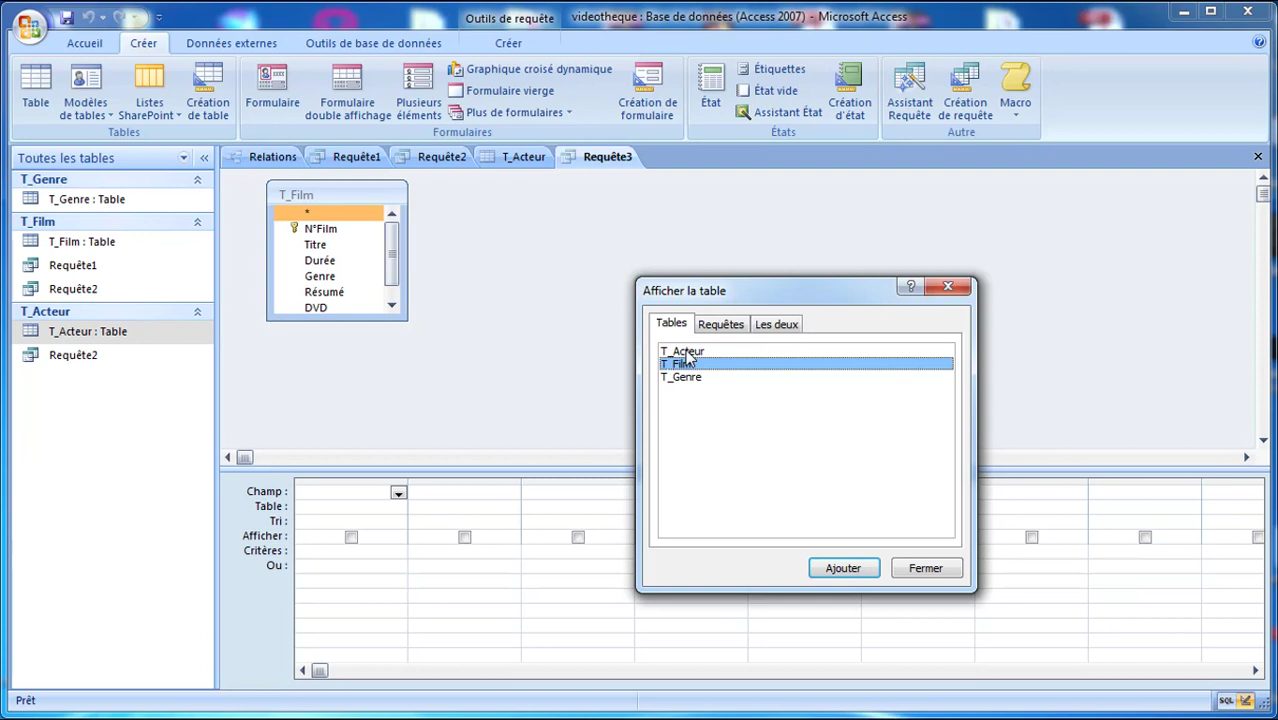 Outils de requête
videotheque : Base de données (Access 2007) - Microsoft Access
Accueil
Créer
Données externes
Outils de base de données
Créer
Table
Modèles de tables
Listes SharePoint
Création de table
Tables
Formulaire
Formulaire double affichage
Plusieurs éléments
Graphique croisé dynamique
Formulaire vierge
Plus de formulaires
Création de formulaire
Formulaires
État
Étiquettes
État vide
Assistant État
Création d'état
États
Assistant Requête
Création de requête
Macro
Autre
Toutes les tables
T_Genre
T_Genre : Table
T_Film
T_Film : Table
Requête1
Requête2
T_Acteur
T_Acteur : Table
Requête2
Relations
Requête1
Requête2
T_Acteur
Requête3
T_Film
*
N°Film
Titre
Durée
Genre
Résumé
DVD
Afficher la table
Tables
Requêtes
Les deux
T_Acteur
T_Film
T_Genre
Ajouter
Fermer
Champ :
Table :
Tri :
Afficher :
Critères :
Ou :
Prêt
SQL